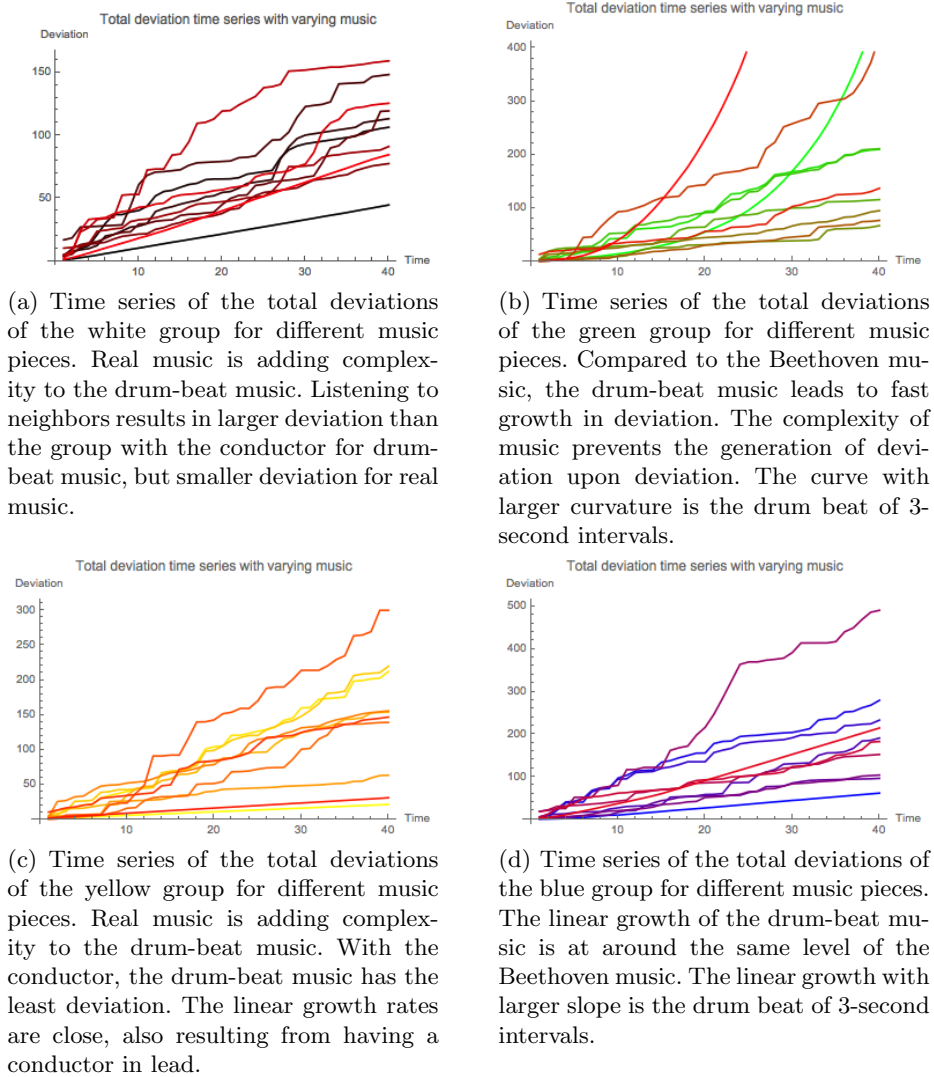 Total deviation time series with varying music
Deviation
150
100
50
10
20
30
40
Time
(a) Time series of the total deviations
of the white group for different music
pieces. Real music is adding complex-
ity to the drum-beat music. Listening to
neighbors results in larger deviation than
the group with the conductor for drum-
beat music, but smaller deviation for real
music.
Total deviation time series with varying music
Deviation
400
300
200
100
10
20
30
40
Time
(b) Time series of the total deviations
of the green group for different music
pieces. Compared to the Beethoven mu-
sic, the drum-beat music leads to fast
growth in deviation. The complexity of
music prevents the generation of devi-
ation upon deviation. The curve with
larger curvature is the drum beat of 3-
second intervals.
Total deviation time series with varying music
Deviation
300
250
200
150
100
50
10
20
30
40
Time
(c) Time series of the total deviations
of the yellow group for different music
pieces. Real music is adding complex-
ity to the drum-beat music. With the
conductor, the drum-beat music has the
least deviation. The linear growth rates
are close, also resulting from having a
conductor in lead.
Total deviation time series with varying music
Deviation
500
400
300
200
100
10
20
30
40
Time
(d) Time series of the total deviations of
the blue group for different music pieces.
The linear growth of the drum-beat mu-
sic is at around the same level of the
Beethoven music. The linear growth with
larger slope is the drum beat of 3-second
intervals.